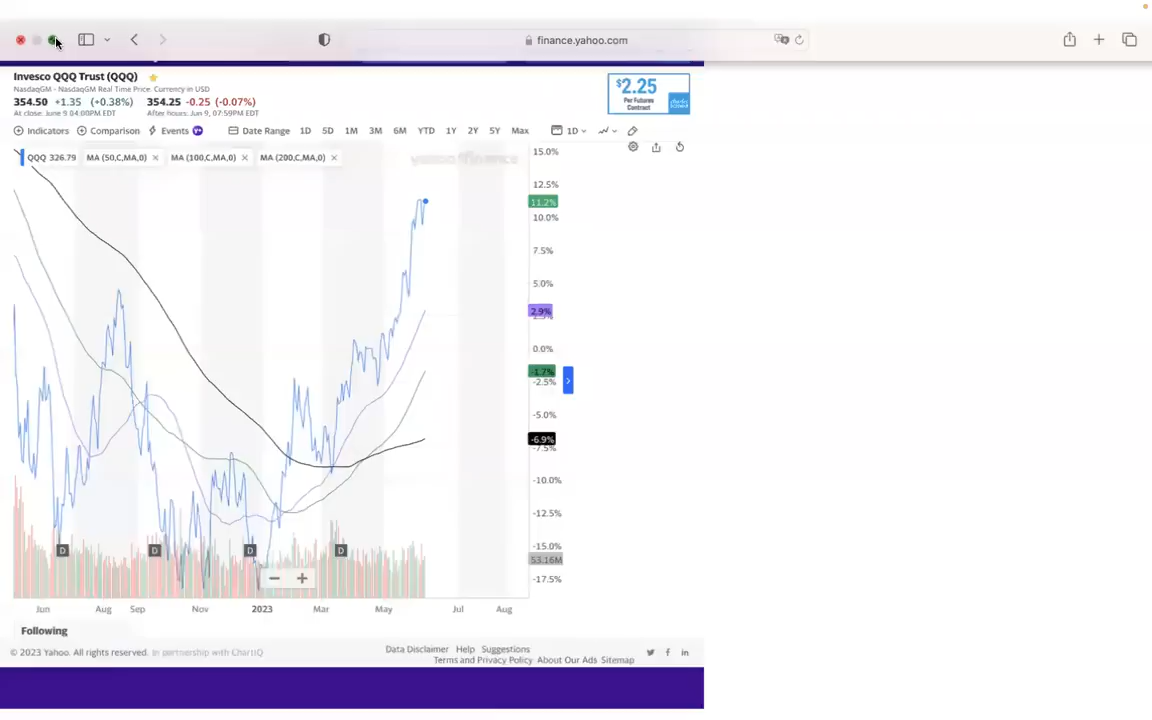 finance.yahoo.com
Invesco QQQ Trust (QQQ)
NasdaqGM - NasdaqGM Real Time Price. Currency in USD
354.50 +1.35 (+0.38%) 354.25 -0.25 (-0.07%)
At close: June 9 04:00PM EDT After hours: Jun 9, 07:59PM EDT
$2.25
Per Futures
Contract
Indicators Comparison Events Y+ Date Range 1D 5D 1M 3M 6M YTD 1Y 2Y 5Y Max 1D
QQQ 326.79 MA (50,C,MA,0) MA (100,C,MA,0) MA (200,C,MA,0)
yahoo!finance
15.0%
12.5%
11.2%
10.0%
7.5%
5.0%
2.9%
0.0%
-1.7%
-2.5%
-5.0%
-6.9%
-7.5%
-10.0%
-12.5%
-15.0%
53.16M
-17.5%
D D D D
Jun Aug Sep Nov 2023 Mar May Jul Aug
Following
© 2023 Yahoo. All rights reserved. In partnership with ChartIQ
Data Disclaimer Help Suggestions
Terms and Privacy Policy About Our Ads Sitemap